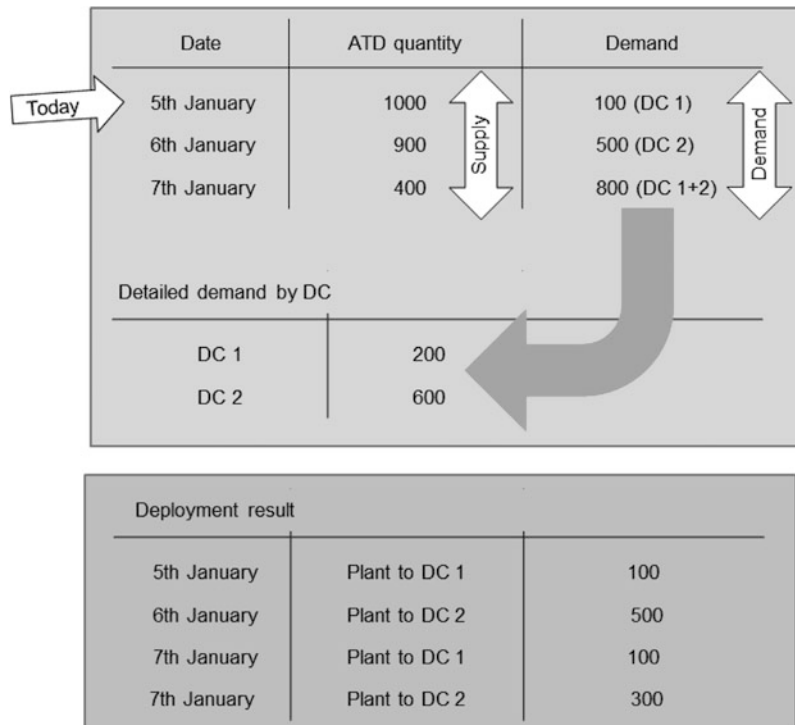 Date ATD quantity Demand
Today 5th January 1000 100 (DC 1)
6th January 900 500 (DC 2)
7th January 400 800 (DC 1+2)
Supply
Demand
Detailed demand by DC
DC 1 200
DC 2 600
Deployment result
5th January Plant to DC 1 100
6th January Plant to DC 2 500
7th January Plant to DC 1 100
7th January Plant to DC 2 300